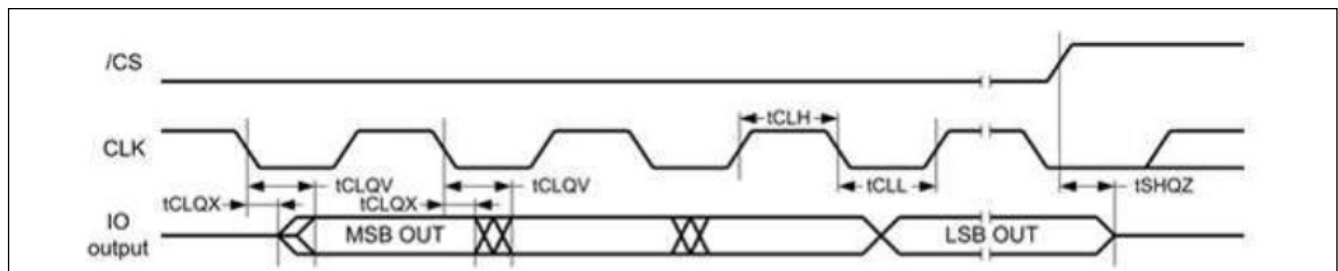 /CS
tCLH
CLK
tCLQV
tCLQV
tCLL
tSHQZ
tCLQX
tCLQX
IO
output
MSB OUT
LSB OUT